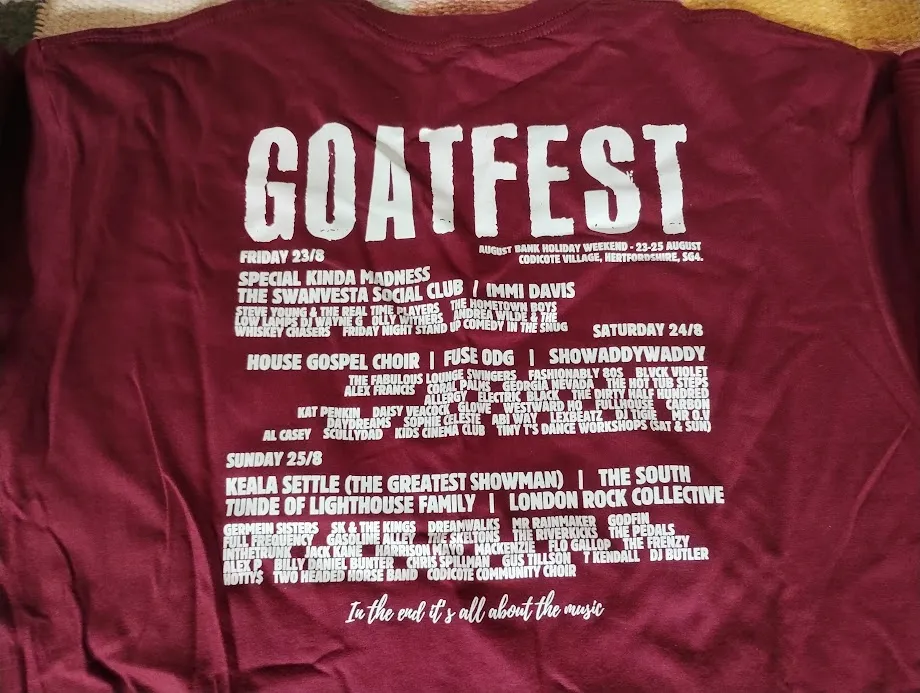 GOATFEST
FRIDAY 23/8
AUGUST BANK HOLIDAY WEEKEND - 23-25 AUGUST
CODICOTE VILLAGE, HERTFORDSHIRE, SG4.
SPECIAL KINDA MADNESS
THE SWANVESTA SOCIAL CLUB / IMMI DAVIS
STEVE YOUNG & THE REAL TIME PLAYERS THE HOMETOWN BOYS
LOW LAPPS DJ WAYNE G OLLY WITHERS ANDREA WILDE & THE
WHISKEY CHASERS FRIDAY NIGHT STAND UP COMEDY IN THE SNUG
SATURDAY 24/8
HOUSE GOSPEL CHOIR | FUSE ODG | SHOWADDYWADDY
THE FABULOUS LOUNGE SWINGERS FASHIONABLY 80S BLVCK VIOLET
ALEX FRANCIS CORAL PALMS GEORGIA NEVADA THE HOT TUB STEPS
ALLERGY ELECTRIC BLACK THE DIRTY HALF HUNDRED
KAT PENKIN DAISY VEACOCK GLOWE WESTWARD HO FULLHOUSE CARBON
DAYDREAMS SOPHIE CELESTE ABI WAY LEXBEATZ DJ TIGIE MR O.V
AL CASEY SCULLYDAD KIDS CINEMA CLUB TINY T'S DANCE WORKSHOPS (SAT & SUN)
SUNDAY 25/8
KEALA SETTLE (THE GREATEST SHOWMAN) | THE SOUTH
TUNDE OF LIGHTHOUSE FAMILY | LONDON ROCK COLLECTIVE
GERMEIN SISTERS SK & THE KINGS DREAMWALKS MR RAINMAKER GODFIN
FULL FREQUENCY GASOLINE ALLEY THE SKELTONS THE RIVERKICKS THE PEDALS
INTHETRUNK JACK KANE HARRISON MAYO MACKENZIE FLO GALLOP THE FRENZY
ALEX P BILLY DANIEL BUNTER CHRIS SPILLMAN GUS TILLSON T KENDALL DJ BUTLER
HOTTYS TWO HEADED HORSE BAND CODICOTE COMMUNITY CHOIR
In the end it's all about the music